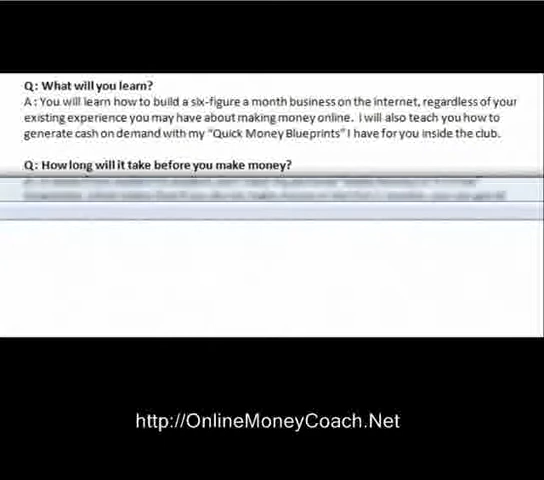 Q: What will you learn?
A: You will learn how to build a six-figure a month business on the internet, regardless of your
existing experience you may have about making money online. I will also teach you how to
generate cash on demand with my "Quick Money Blueprints" I have for you inside the club.
Q: How long will it take before you make money?
http://OnlineMoneyCoach.Net